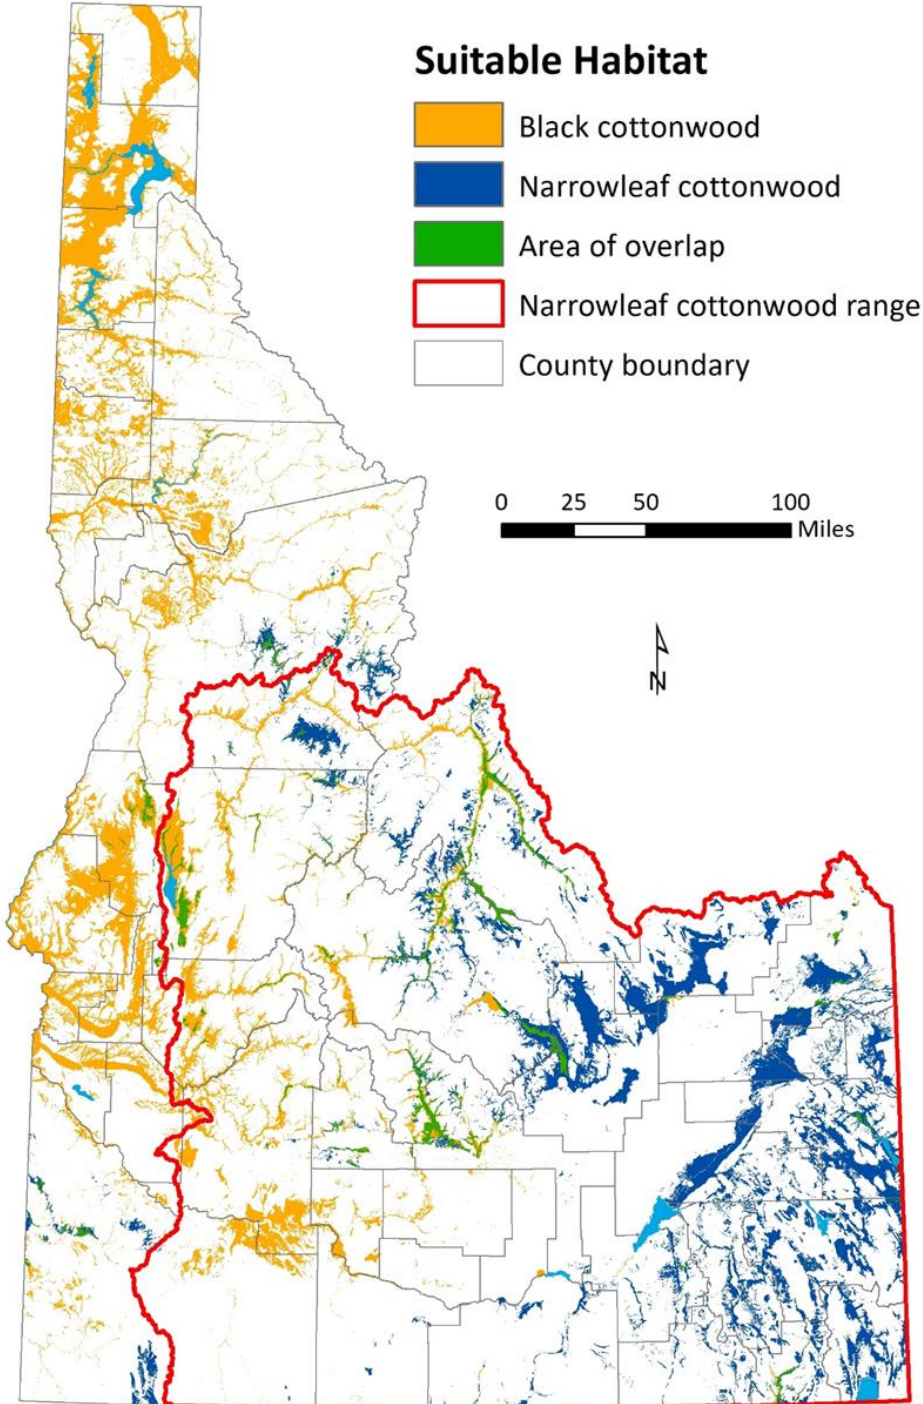 Suitable Habitat
Black cottonwood
Narrowleaf cottonwood
Area of overlap
Narrowleaf cottonwood range
County boundary
0 25 50 100
Miles
N